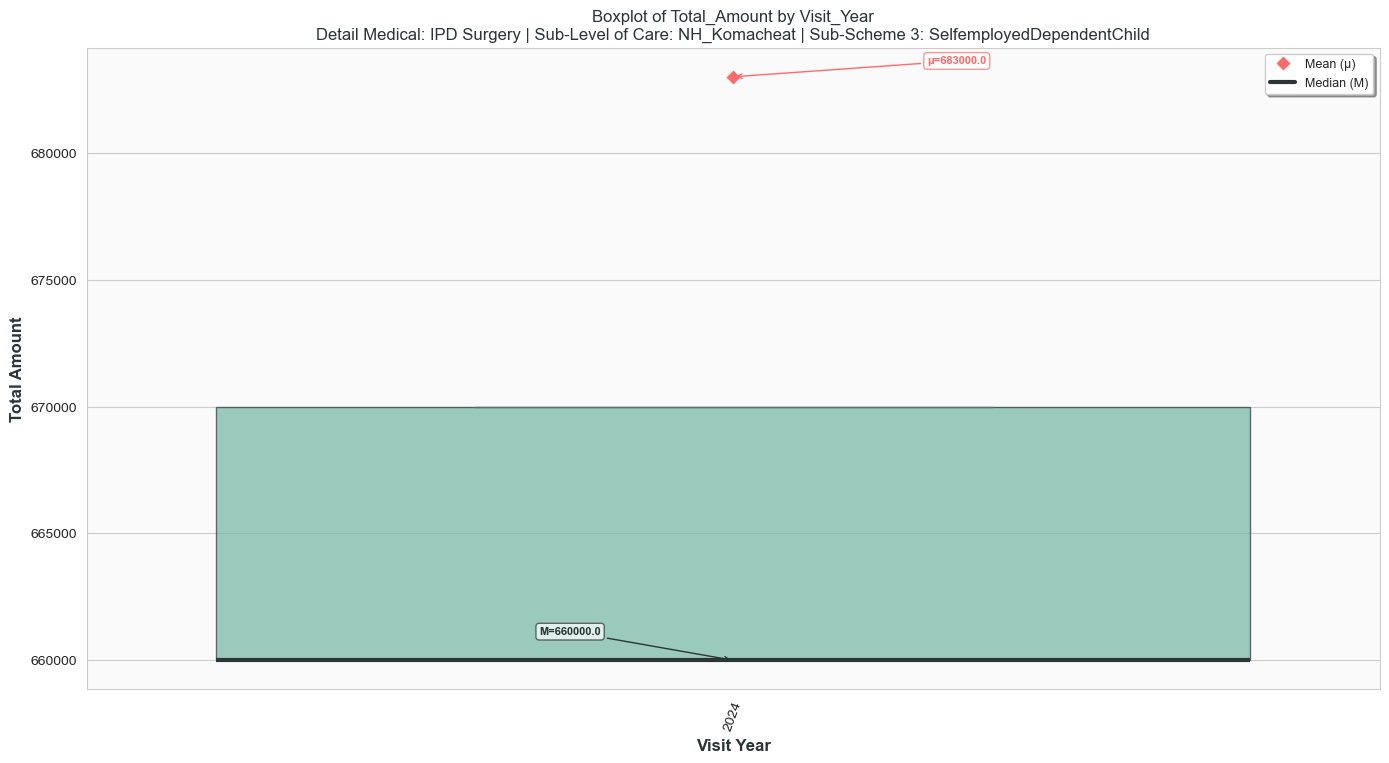 Boxplot of Total_Amount by Visit_Year
Detail Medical: IPD Surgery | Sub-Level of Care: NH_Komacheat | Sub-Scheme 3: SelfemployedDependentChild
μ=683000.0
Mean (μ)
Median (M)
680000
675000
670000
665000
660000
Total Amount
M=660000.0
2024
Visit Year